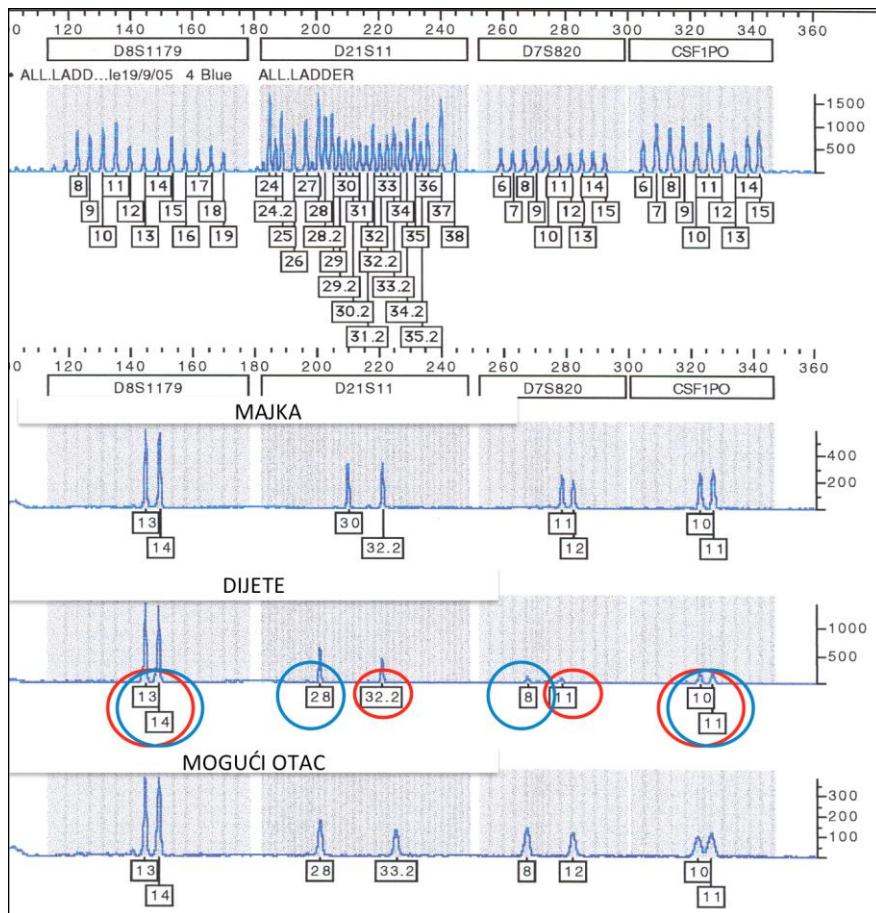 00 120 140 160 180 200 220 240 260 280 300 320 340 360
D8S1179 D21S11 D7S820 CSF1PO
• ALL.LADD...le19/9/05 4 Blue ALL.LADDER
1500
1000
500
8 11 14 17 24 27 30 33 36 6 8 11 14 6 8 11 14
9 12 15 18 24.2 28 31 34 37 7 9 12 15 7 9 12 15
10 13 16 19 25 28.2 32 35 38 10 13 10 13
26 29 32.2
29.2 33.2
30.2 34.2
31.2 35.2
00 120 140 160 180 200 220 240 260 280 300 320 340 360
D8S1179 D21S11 D7S820 CSF1PO
MAJKA
400
200
13 30 11 10
14 32.2 12 11
DIJETE
1000
500
13 28 32.2 8 11 10
14 11
MOGUĆI OTAC
300
200
100
13 28 33.2 8 12 10
14 11